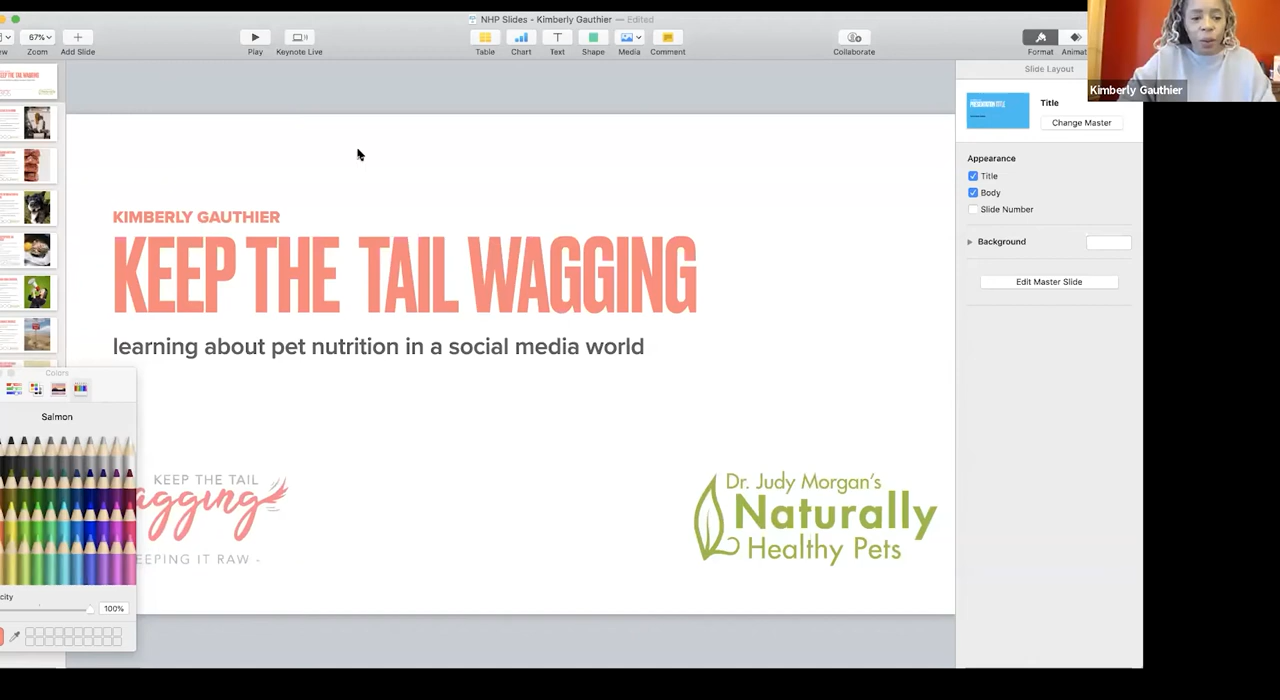 NHP Slides - Kimberly Gauthier — Edited
67%
Zoom
Add Slide
Play
Keynote Live
Table
Chart
Text
Shape
Media
Comment
Collaborate
Format
Animat
Kimberly Gauthier
Slide Layout
Title
Change Master
Appearance
Title
Body
Slide Number
Background
Edit Master Slide
KIMBERLY GAUTHIER
KEEP THE TAIL WAGGING
learning about pet nutrition in a social media world
KEEP THE TAIL
agging
EEPING IT RAW -
Dr. Judy Morgan's
Naturally
Healthy Pets
Colors
Salmon
city
100%